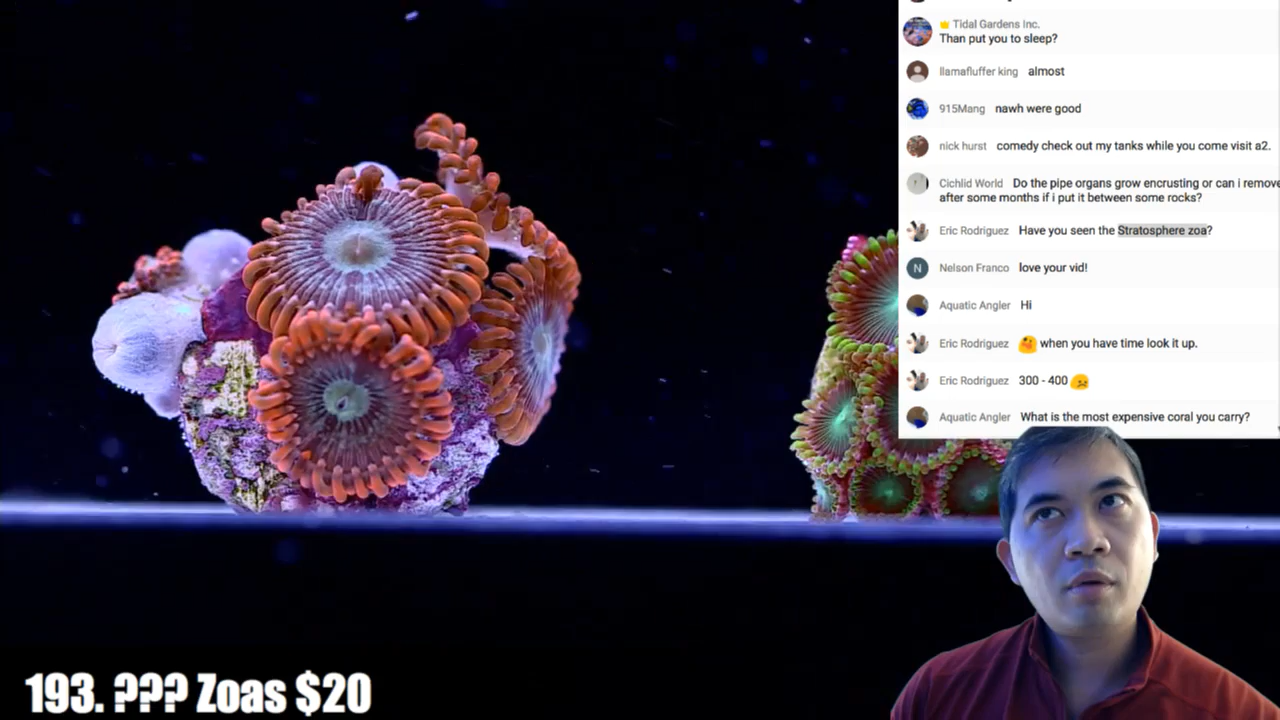 Tidal Gardens Inc.
Than put you to sleep?
llamafluffer king almost
915Mang nawh were good
nick hurst comedy check out my tanks while you come visit a2.
Cichlid World Do the pipe organs grow encrusting or can i remove
after some months if i put it between some rocks?
Eric Rodriguez Have you seen the Stratosphere zoa?
Nelson Franco love your vid!
N
Aquatic Angler Hi
Eric Rodriguez when you have time look it up.
Eric Rodriguez 300 - 400
Aquatic Angler What is the most expensive coral you carry?
193. ??? Zoas $20